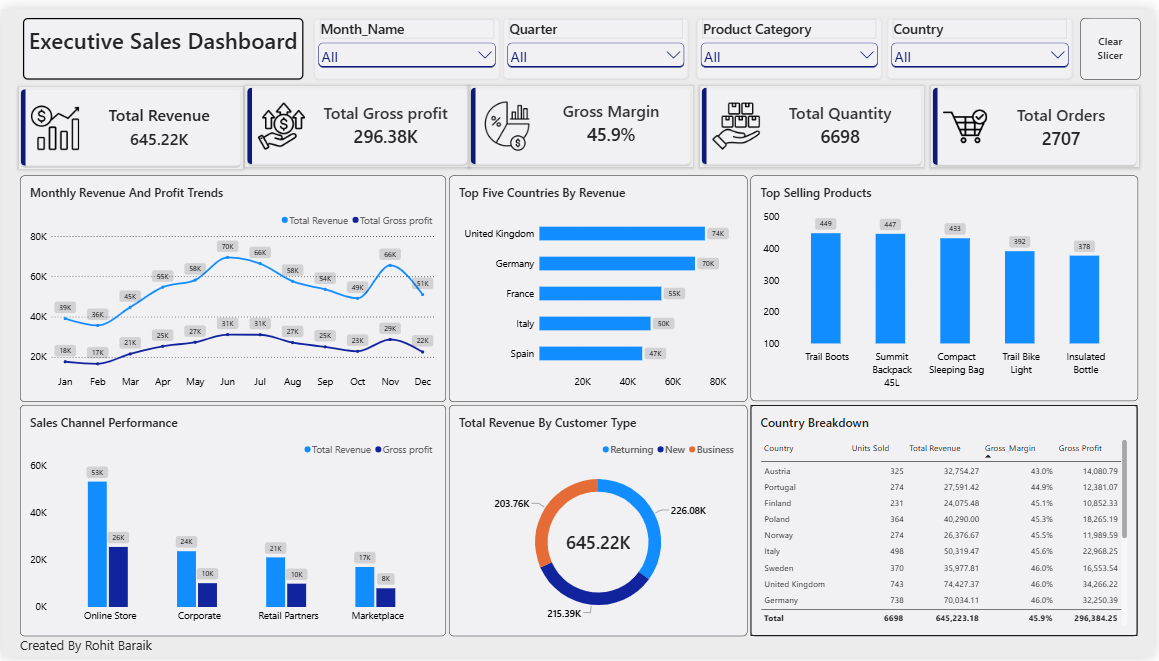 Executive Sales Dashboard
Month_Name
All
Quarter
All
Product Category
All
Country
All
Clear
Slicer
Total Revenue
645.22K
Total Gross profit
296.38K
Gross Margin
45.9%
Total Quantity
6698
Total Orders
2707
Monthly Revenue And Profit Trends
Total Revenue Total Gross profit
80K
60K
40K
20K
39K 36K 45K 55K 58K 70K 66K 58K 54K 49K 66K 51K
18K 17K 21K 25K 27K 31K 31K 27K 25K 23K 29K 22K
Jan Feb Mar Apr May Jun Jul Aug Sep Oct Nov Dec
Top Five Countries By Revenue
United Kingdom 74K
Germany 70K
France 55K
Italy 50K
Spain 47K
20K 40K 60K 80K
Top Selling Products
500
400
300
200
100
449 447 433 392 378
Trail Boots
Summit
Backpack
45L
Compact
Sleeping Bag
Trail Bike
Light
Insulated
Bottle
Sales Channel Performance
Total Revenue Gross profit
60K
40K
20K
0K
53K 26K 24K 10K 21K 10K 17K 8K
Online Store Corporate Retail Partners Marketplace
Total Revenue By Customer Type
Returning New Business
203.76K
226.08K
645.22K
215.39K
Country Breakdown
Country Units Sold Total Revenue Gross_Margin Gross Profit
Austria 325 32,754.27 43.0% 14,080.79
Portugal 274 27,591.42 44.9% 12,381.07
Finland 231 24,075.48 45.1% 10,852.33
Poland 364 40,290.00 45.3% 18,265.19
Norway 274 26,376.67 45.5% 11,989.59
Italy 498 50,319.47 45.6% 22,968.25
Sweden 370 35,977.81 46.0% 16,553.54
United Kingdom 743 74,427.37 46.0% 34,266.22
Germany 738 70,034.11 46.0% 32,250.39
Total 6698 645,223.18 45.9% 296,384.25
Created By Rohit Baraik